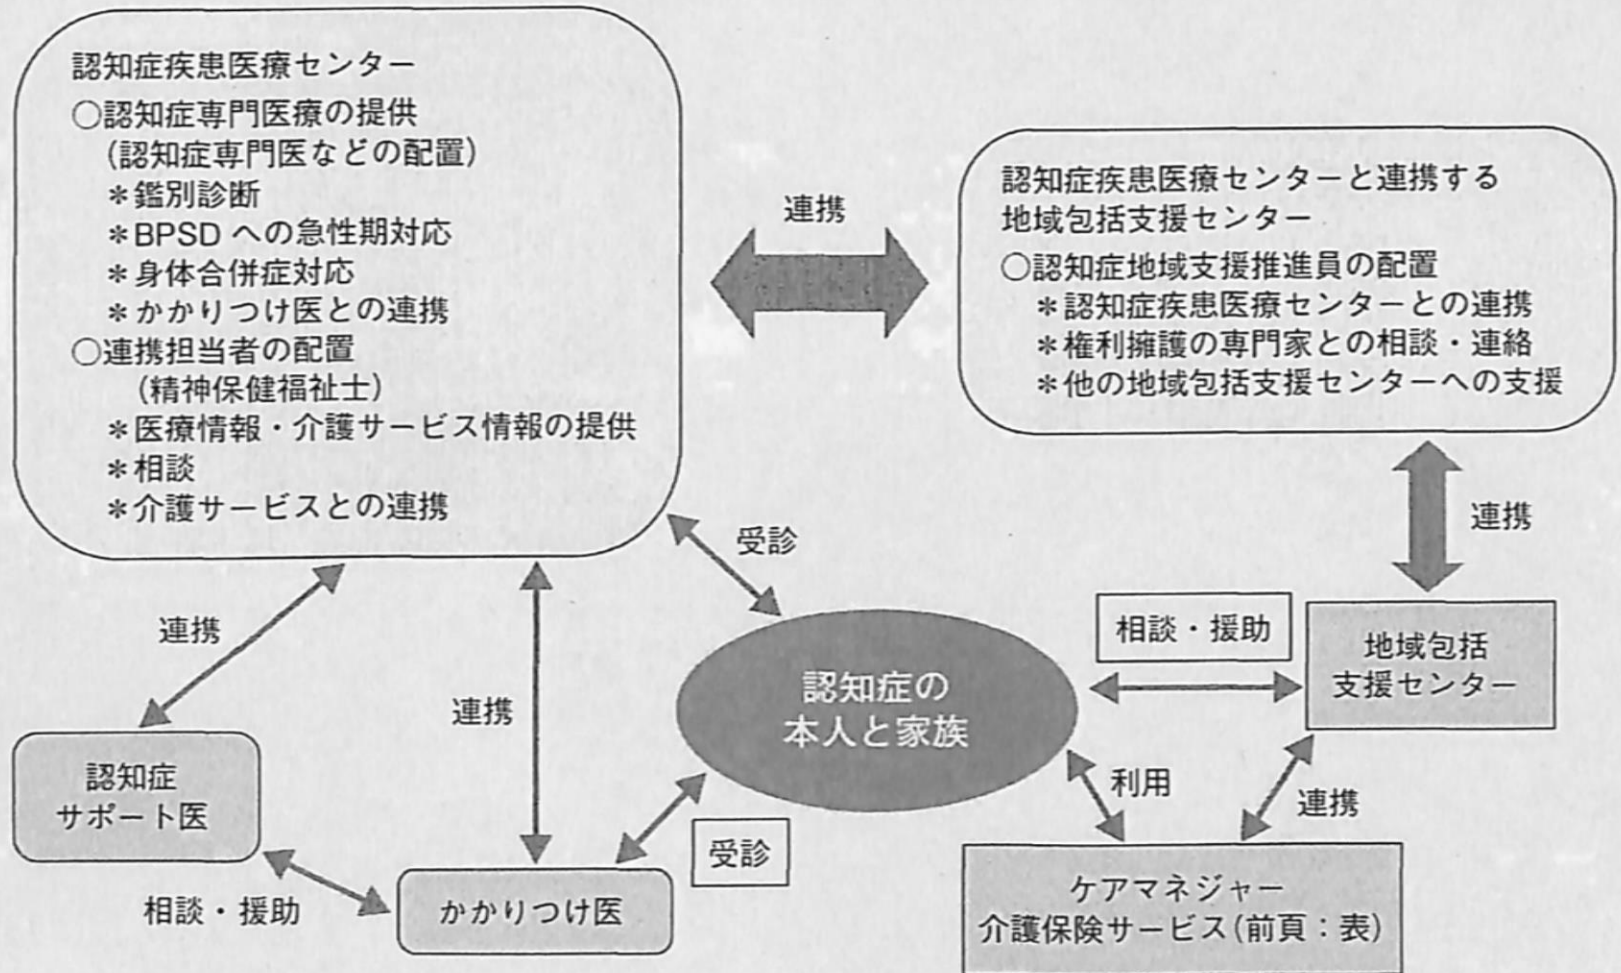 認知症疾患医療センター
○認知症専門医療の提供
(認知症専門医などの配置)
＊鑑別診断
＊BPSD への急性期対応
＊身体合併症対応
＊かかりつけ医との連携
○連携担当者の配置
(精神保健福祉士)
＊医療情報・介護サービス情報の提供
＊相談
＊介護サービスとの連携
連携
認知症疾患医療センターと連携する
地域包括支援センター
○認知症地域支援推進員の配置
＊認知症疾患医療センターとの連携
＊権利擁護の専門家との相談・連絡
＊他の地域包括支援センターへの支援
連携
受診
連携
連携
相談・援助
地域包括
支援センター
認知症の
本人と家族
認知症
サポート医
利用
連携
受診
相談・援助
かかりつけ医
ケアマネジャー
介護保険サービス(前頁：表)